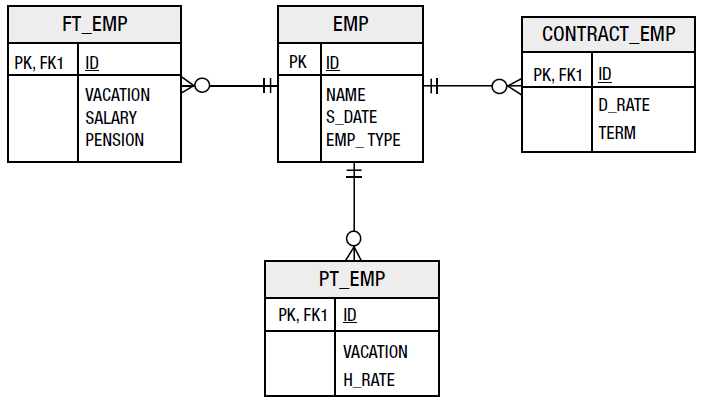 FT_EMP
PK, FK1 ID
VACATION
SALARY
PENSION
EMP
PK ID
NAME
S_DATE
EMP_ TYPE
CONTRACT_EMP
PK, FK1 ID
D_RATE
TERM
PT_EMP
PK, FK1 ID
VACATION
H_RATE